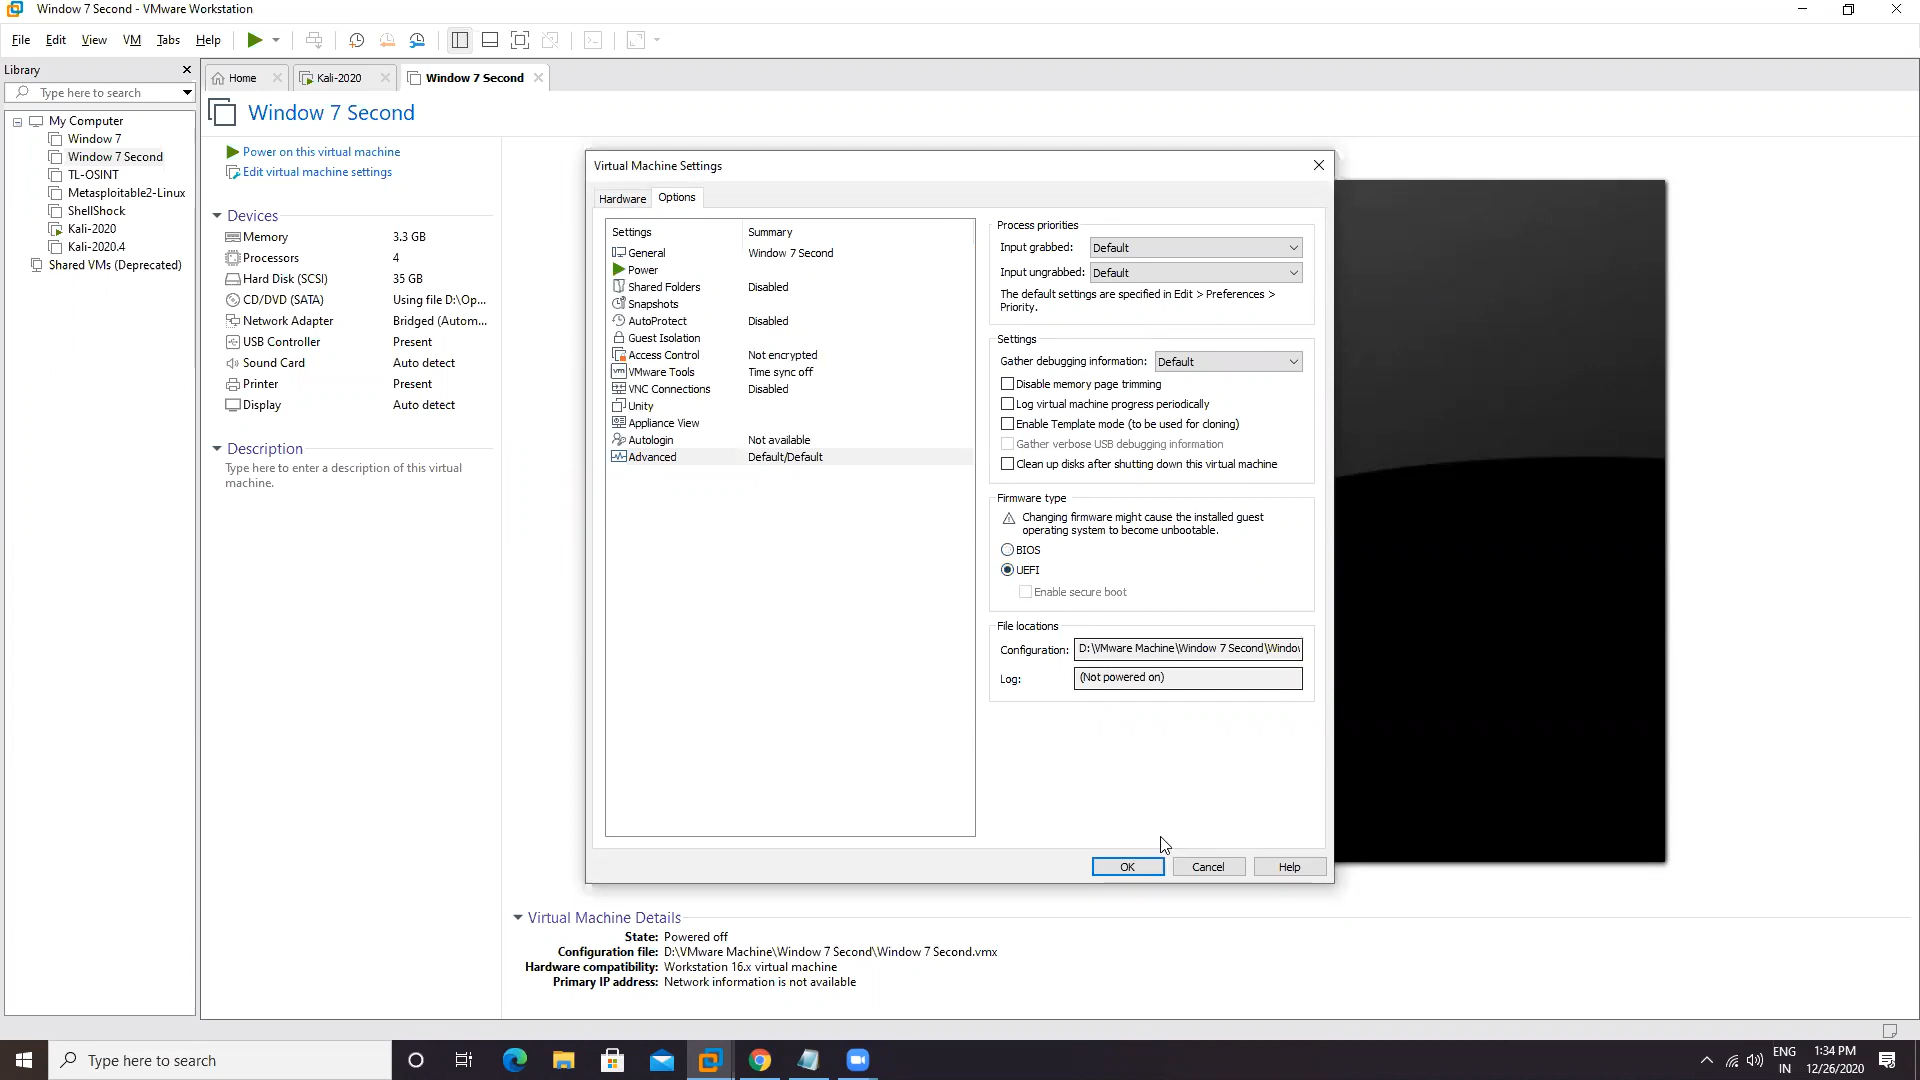 Window 7 Second - VMware Workstation
File Edit View VM Tabs Help
Library
Type here to search
My Computer
Window 7
Window 7 Second
TL-OSINT
Metasploitable2-Linux
ShellShock
Kali-2020
Kali-2020.4
Shared VMs (Deprecated)
Home Kali-2020 Window 7 Second
Window 7 Second
Power on this virtual machine
Edit virtual machine settings
Devices
Memory 3.3 GB
Processors 4
Hard Disk (SCSI) 35 GB
CD/DVD (SATA) Using file D:\Op...
Network Adapter Bridged (Autom...
USB Controller Present
Sound Card Auto detect
Printer Present
Display Auto detect
Description
Type here to enter a description of this virtual
machine.
Virtual Machine Settings
Hardware Options
Settings Summary
General Window 7 Second
Power
Shared Folders Disabled
Snapshots
AutoProtect Disabled
Guest Isolation
Access Control Not encrypted
vm VMware Tools Time sync off
VNC Connections Disabled
Unity
Appliance View
Autologin Not available
Advanced Default/Default
Process priorities
Input grabbed: Default
Input ungrabbed: Default
The default settings are specified in Edit > Preferences >
Priority.
Settings
Gather debugging information: Default
Disable memory page trimming
Log virtual machine progress periodically
Enable Template mode (to be used for cloning)
Gather verbose USB debugging information
Clean up disks after shutting down this virtual machine
Firmware type
Changing firmware might cause the installed guest
operating system to become unbootable.
BIOS
UEFI
Enable secure boot
File locations
Configuration: D:\VMware Machine\Window 7 Second\Windo
Log: (Not powered on)
OK Cancel Help
Virtual Machine Details
State: Powered off
Configuration file: D:\VMware Machine\Window 7 Second\Window 7 Second.vmx
Hardware compatibility: Workstation 16.x virtual machine
Primary IP address: Network information is not available
Type here to search
ENG 1:34 PM
IN 12/26/2020